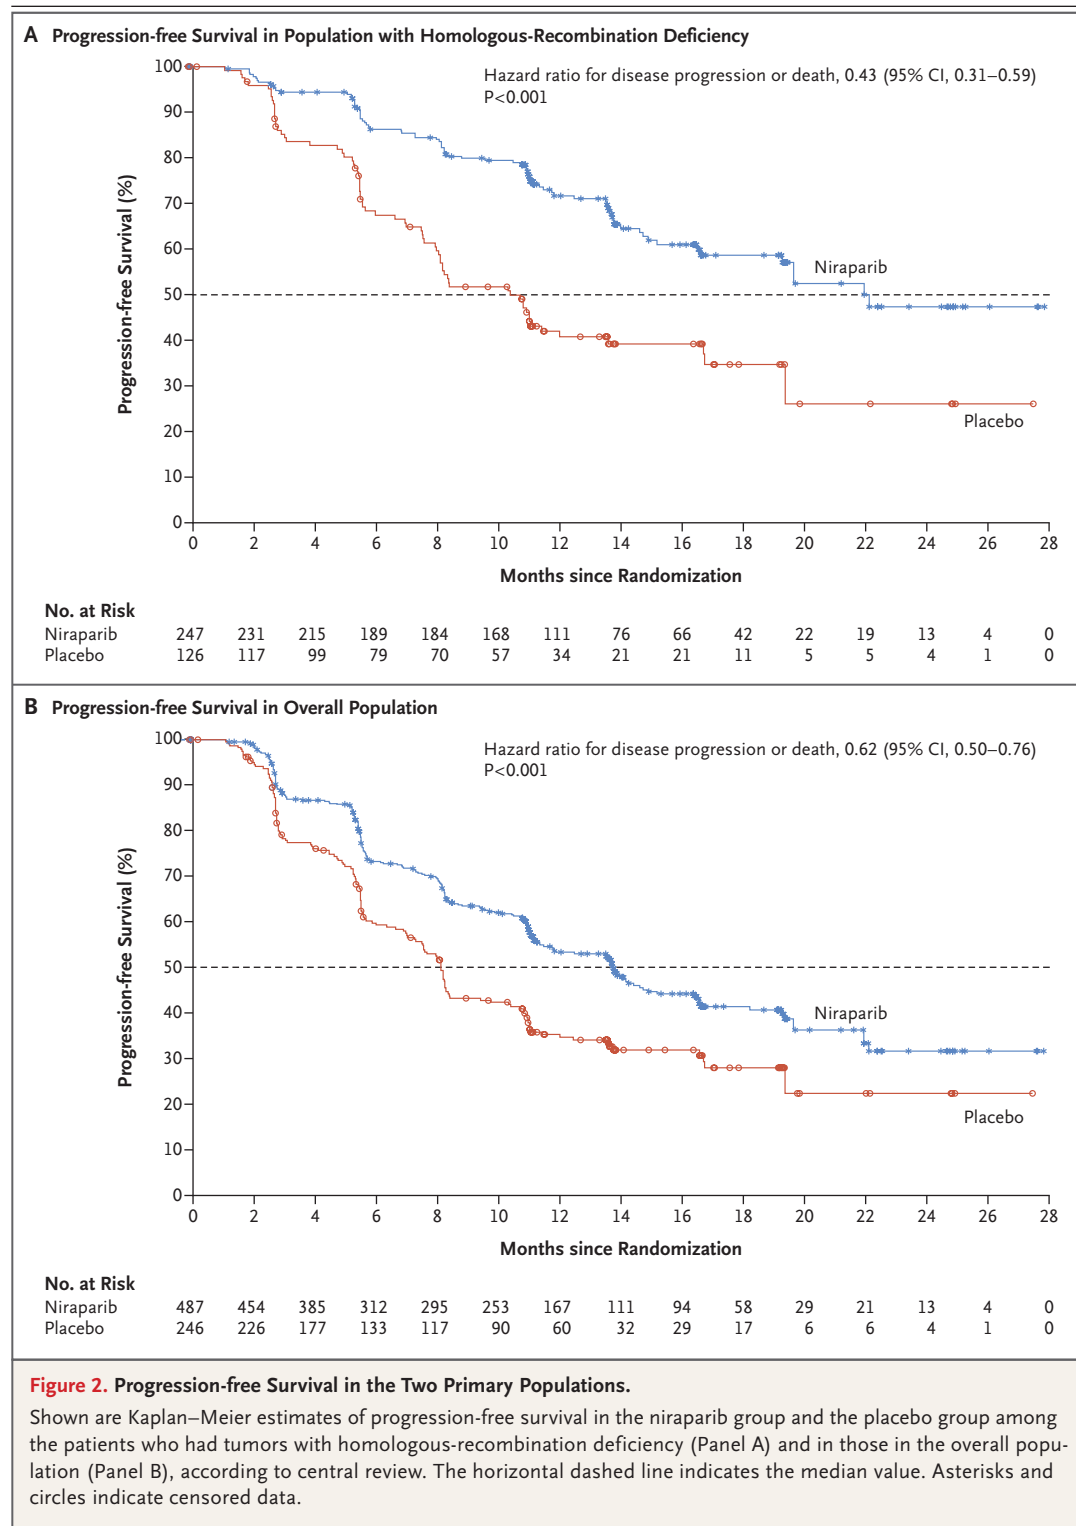 A Progression-free Survival in Population with Homologous-Recombination Deficiency
Hazard ratio for disease progression or death, 0.43 (95% CI, 0.31–0.59)
P<0.001
Progression-free Survival (%)
100
90
80
70
60
50
40
30
20
10
0
Niraparib
Placebo
0 2 4 6 8 10 12 14 16 18 20 22 24 26 28
Months since Randomization
No. at Risk
Niraparib 247 231 215 189 184 168 111 76 66 42 22 19 13 4 0
Placebo 126 117 99 79 70 57 34 21 21 11 5 5 4 1 0
B Progression-free Survival in Overall Population
Hazard ratio for disease progression or death, 0.62 (95% CI, 0.50–0.76)
P<0.001
Progression-free Survival (%)
100
90
80
70
60
50
40
30
20
10
0
Niraparib
Placebo
0 2 4 6 8 10 12 14 16 18 20 22 24 26 28
Months since Randomization
No. at Risk
Niraparib 487 454 385 312 295 253 167 111 94 58 29 21 13 4 0
Placebo 246 226 177 133 117 90 60 32 29 17 6 6 4 1 0
Figure 2. Progression-free Survival in the Two Primary Populations.
Shown are Kaplan–Meier estimates of progression-free survival in the niraparib group and the placebo group among
the patients who had tumors with homologous-recombination deficiency (Panel A) and in those in the overall popu-
lation (Panel B), according to central review. The horizontal dashed line indicates the median value. Asterisks and
circles indicate censored data.